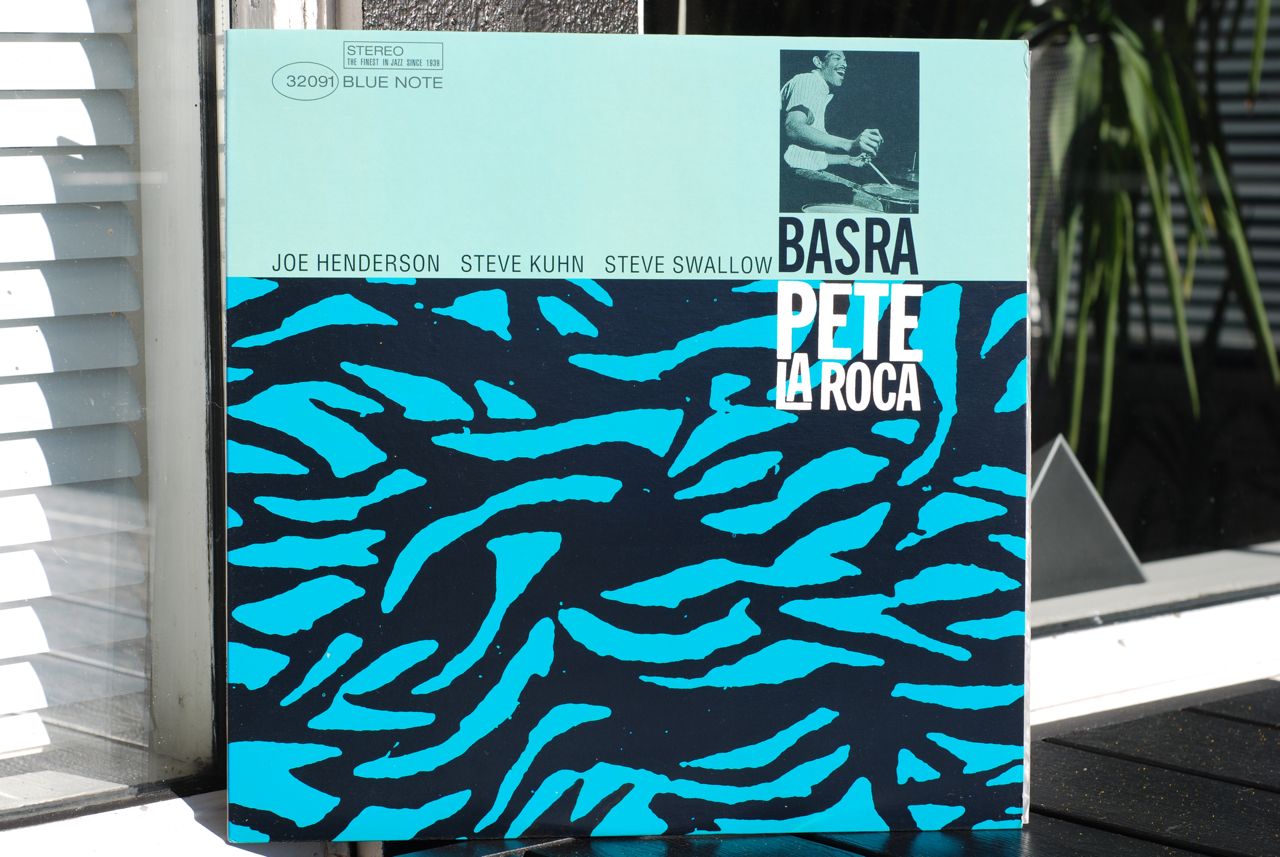 STEREO
THE FINEST IN JAZZ SINCE 1939
32091 BLUE NOTE
JOE HENDERSON STEVE KUHN STEVE SWALLOW
BASRA
PETE
LA ROCA